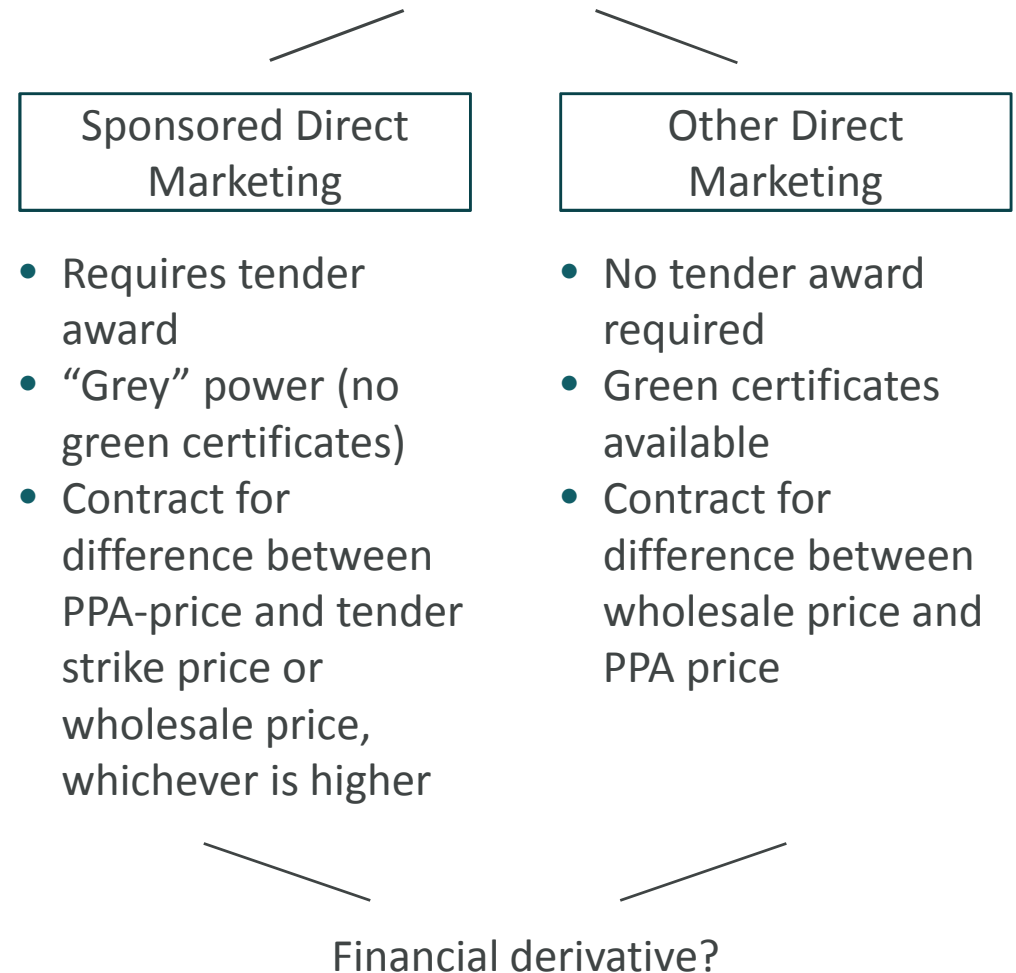 Sponsored Direct
Marketing
• Requires tender
award
• “Grey” power (no
green certificates)
• Contract for
difference between
PPA-price and tender
strike price or
wholesale price,
whichever is higher
Other Direct
Marketing
• No tender award
required
• Green certificates
available
• Contract for
difference between
wholesale price and
PPA price
Financial derivative?